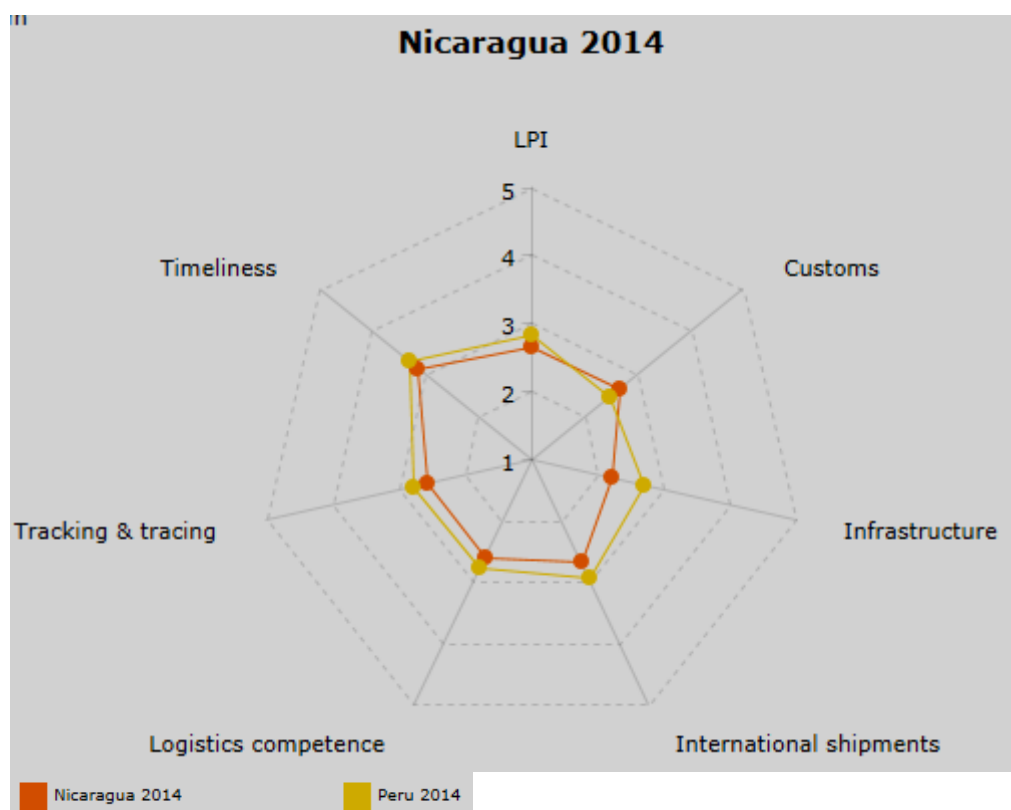 Nicaragua 2014
LPI
5
4
3
2
1
Timeliness
Customs
Tracking & tracing
Infrastructure
Logistics competence
International shipments
Nicaragua 2014
Peru 2014